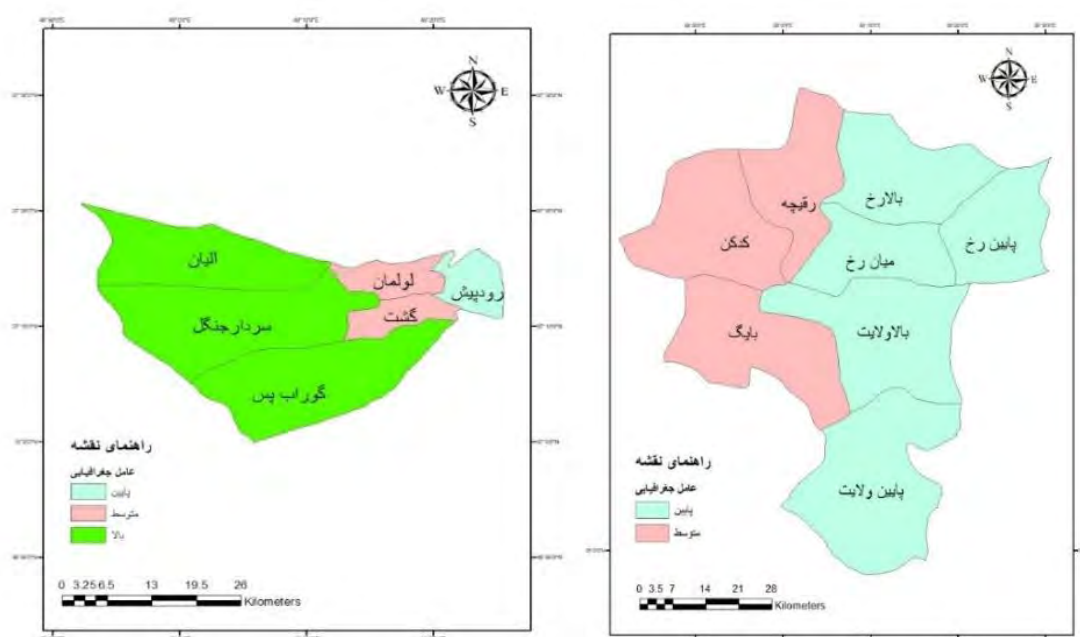 N
W E
S
الیان
لولمان
رودپیش
گشت
سردارجنگل
گوراب پس
راهنمای نقشه
عامل جغرافیایی
پایین
متوسط
بالا
0 3.25 6.5 13 19.5 26
Kilometers
N
W E
S
بالارخ
رقیچه
پایین رخ
کدکن
میان رخ
بایگ
بالاولایت
پایین ولایت
راهنمای نقشه
عامل جغرافیایی
پایین
متوسط
0 3.5 7 14 21 28
Kilometers